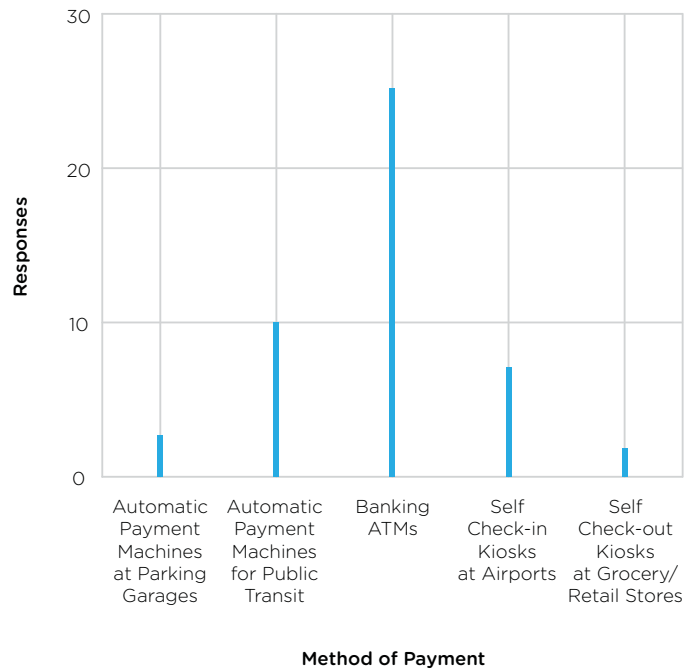 30
20
10
0
Responses
Automatic
Payment
Machines
at Parking
Garages
Automatic
Payment
Machines
for Public
Transit
Banking
ATMs
Self
Check-in
Kiosks
at Airports
Self
Check-out
Kiosks
at Grocery/
Retail Stores
Method of Payment